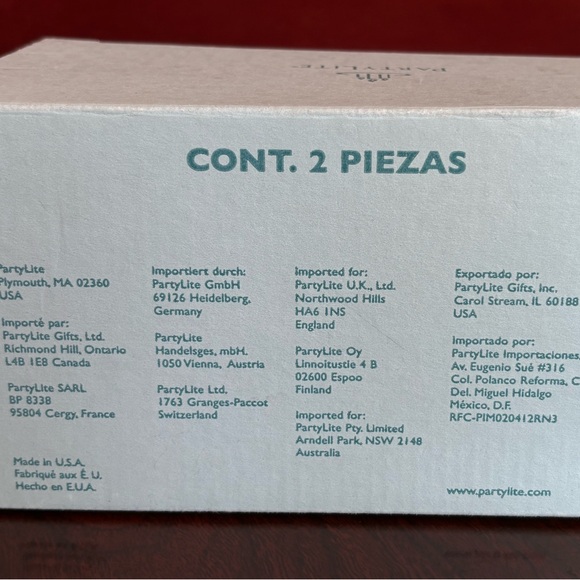 PARTYLITE
CONT. 2 PIEZAS
PartyLite
Plymouth, MA 02360
USA
Importé par:
PartyLite Gifts, Ltd.
Richmond Hill, Ontario
L4B 1E8 Canada
PartyLite SARL
BP 8338
95804 Cergy, France
Made in U.S.A.
Fabriqué aux É. U.
Hecho en E.U.A.
Importiert durch:
PartyLite GmbH
69126 Heidelberg,
Germany
PartyLite
Handelsges, mbH.
1050 Vienna, Austria
PartyLite Ltd.
1763 Granges-Paccot
Switzerland
Imported for:
PartyLite U.K., Ltd.
Northwood Hills
HA6 1NS
England
PartyLite Oy
Linnoitustie 4 B
02600 Espoo
Finland
Imported for:
PartyLite Pty. Limited
Arndell Park, NSW 2148
Australia
Exportado por:
PartyLite Gifts, Inc.
Carol Stream, IL 60188
USA
Importado por:
PartyLite Importaciones
Av. Eugenio Sué #316
Col. Polanco Reforma, C
Del. Miguel Hidalgo
México, D.F.
RFC-PIM020412RN3
www.partylite.com